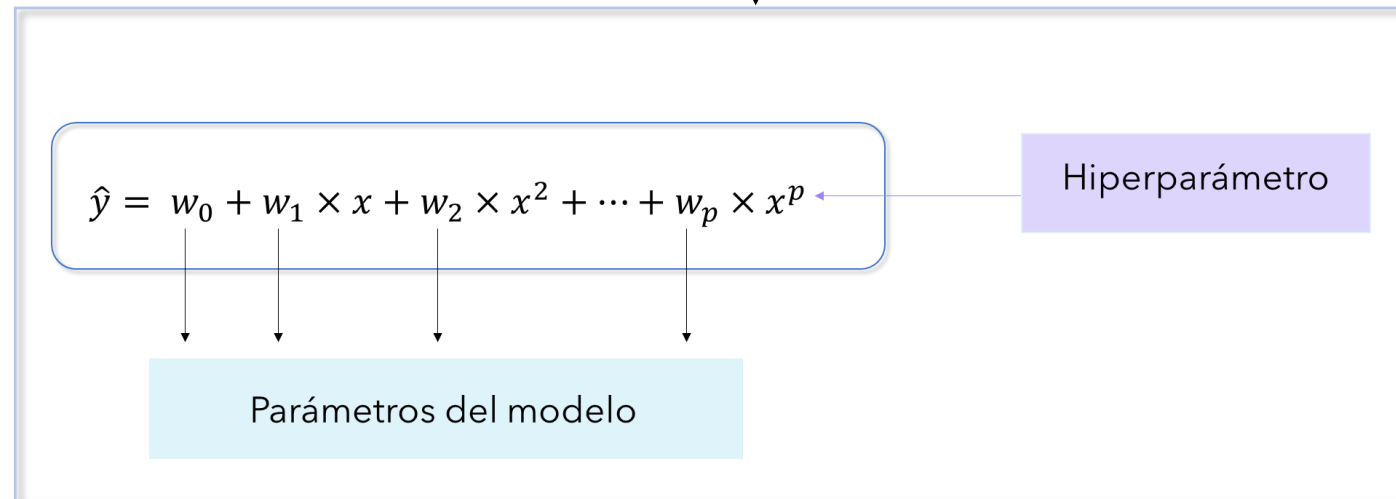 ŷ = w₀ + w₁ × x + w₂ × x² + ⋯ + wₚ × xᵖ
Hiperparámetro
Parámetros del modelo